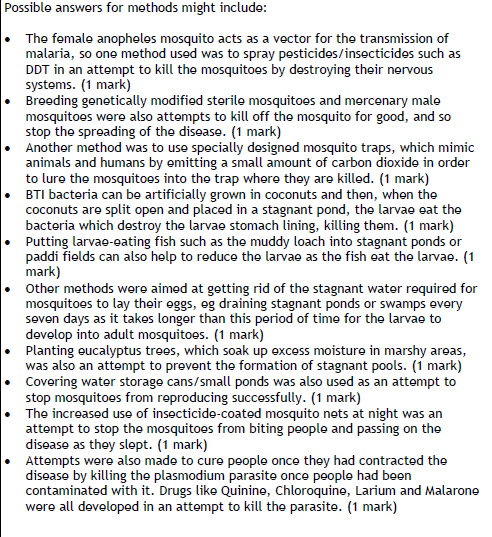 Possible answers for methods might include:
• The female anopheles mosquito acts as a vector for the transmission of
malaria, so one method used was to spray pesticides/insecticides such as
DDT in an attempt to kill the mosquitoes by destroying their nervous
systems. (1 mark)
• Breeding genetically modified sterile mosquitoes and mercenary male
mosquitoes were also attempts to kill off the mosquito for good, and so
stop the spreading of the disease. (1 mark)
• Another method was to use specially designed mosquito traps, which mimic
animals and humans by emitting a small amount of carbon dioxide in order
to lure the mosquitoes into the trap where they are killed. (1 mark)
• BTI bacteria can be artificially grown in coconuts and then, when the
coconuts are split open and placed in a stagnant pond, the larvae eat the
bacteria which destroy the larvae stomach lining, killing them. (1 mark)
• Putting larvae-eating fish such as the muddy loach into stagnant ponds or
paddi fields can also help to reduce the larvae as the fish eat the larvae. (1
mark)
• Other methods were aimed at getting rid of the stagnant water required for
mosquitoes to lay their eggs, eg draining stagnant ponds or swamps every
seven days as it takes longer than this period of time for the larvae to
develop into adult mosquitoes. (1 mark)
• Planting eucalyptus trees, which soak up excess moisture in marshy areas,
was also an attempt to prevent the formation of stagnant pools. (1 mark)
• Covering water storage cans/small ponds was also used as an attempt to
stop mosquitoes from reproducing successfully. (1 mark)
• The increased use of insecticide-coated mosquito nets at night was an
attempt to stop the mosquitoes from biting people and passing on the
disease as they slept. (1 mark)
• Attempts were also made to cure people once they had contracted the
disease by killing the plasmodium parasite once people had been
contaminated with it. Drugs like Quinine, Chloroquine, Larium and Malarone
were all developed in an attempt to kill the parasite. (1 mark)